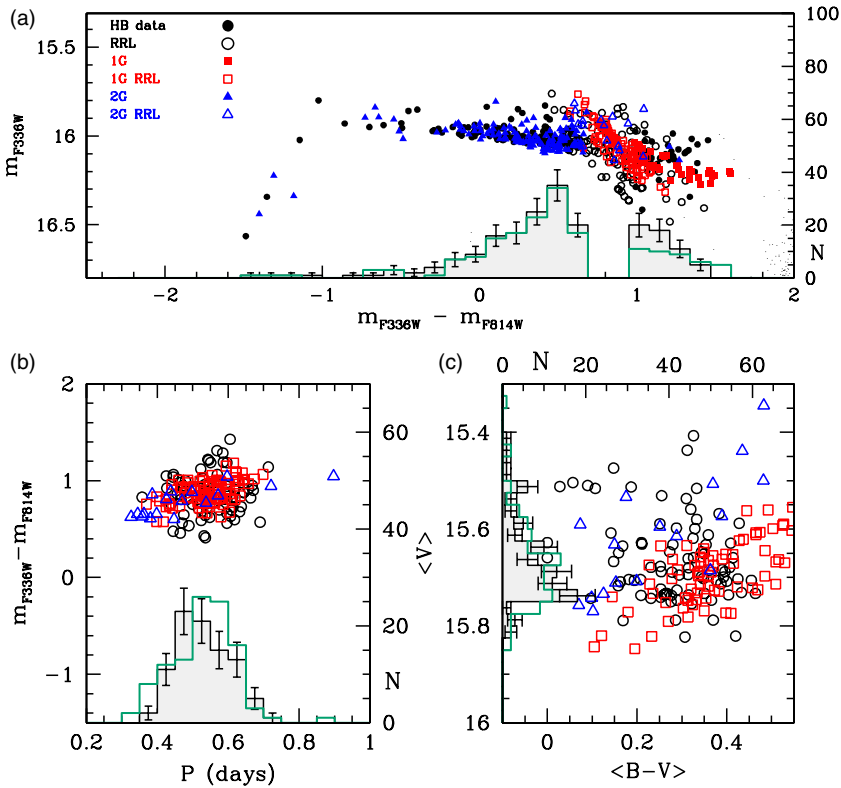 (a)
HB data
RRL
1G
1G RRL
2G
2G RRL
15.5
16
16.5
m_F336W
100
80
60
40
20
0
N
-2
-1
0
1
2
m_F336W - m_F814W
(b)
2
1
0
-1
m_F336W-m_F814W
60
40
20
0
N
0.2
0.4
0.6
0.8
1
P (days)
(c)
0
N
20
40
60
15.4
15.6
15.8
16
<V>
0
0.2
0.4
<B-V>